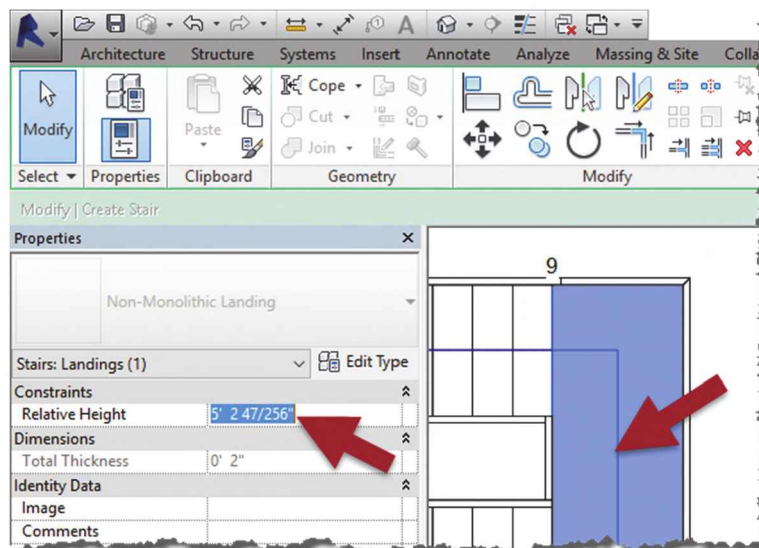 Architecture Structure Systems Insert Annotate Analyze Massing & Site Colla
Modify
Paste
Cope
Cut
Join
Select Properties Clipboard Geometry Modify
Modify | Create Stair
Properties
Non-Monolithic Landing
Stairs: Landings (1) Edit Type
Constraints
Relative Height 5' 2 47/256"
Dimensions
Total Thickness 0' 2"
Identity Data
Image
Comments
9